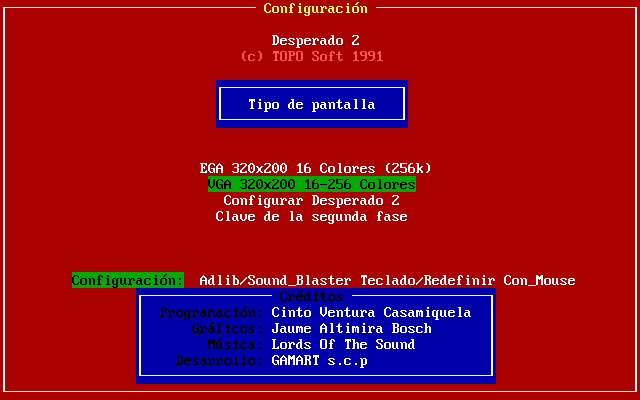 Configuración
Desperado 2
(c) TOPO Soft 1991
Tipo de pantalla
EGA 320x200 16 Colores (256k)
VGA 320x200 16-256 Colores
Configurar Desperado 2
Clave de la segunda fase
Configuración: Adlib/Sound_Blaster Teclado/Redefinir Con_Mouse
Créditos
Programación: Cinto Ventura Casamiquela
Gráficos: Jaume Altimira Bosch
Música: Lords Of The Sound
Desarrollo: GAMART s.c.p